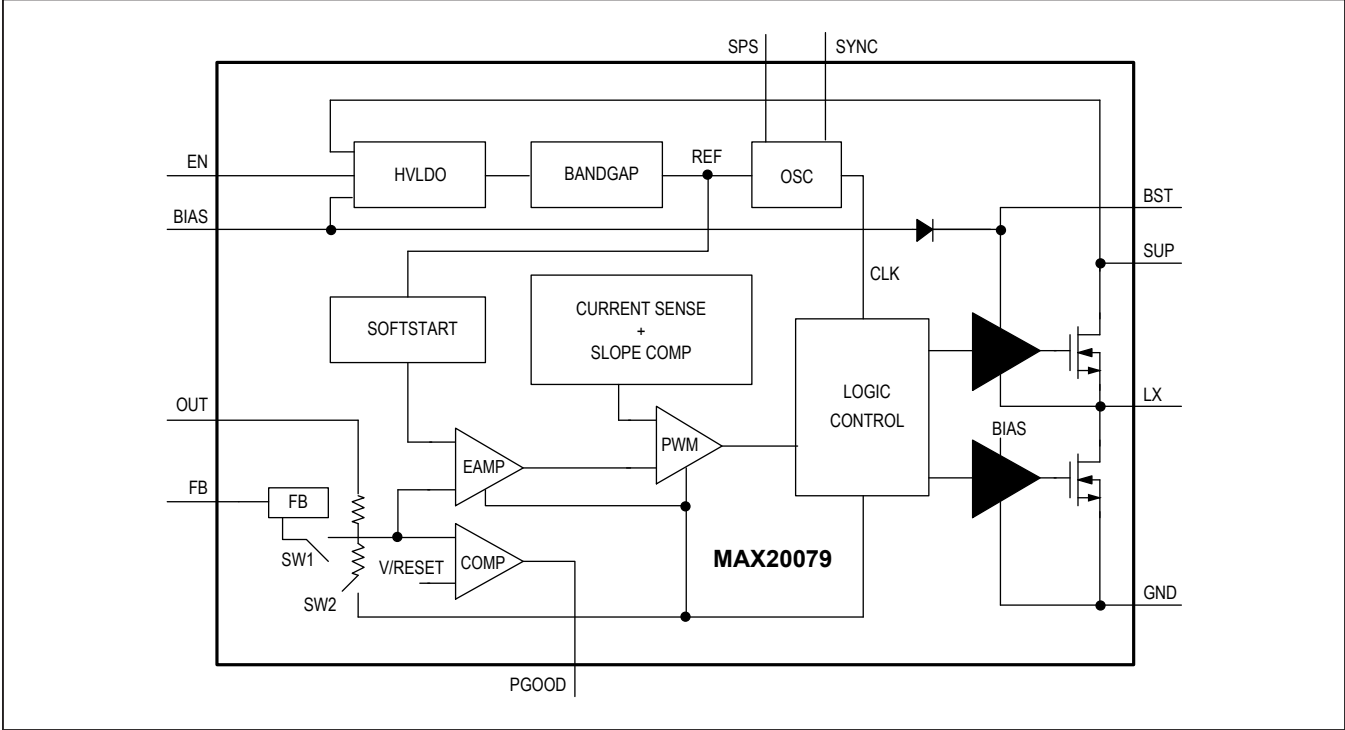 SPS
SYNC
EN
HVLDO
BANDGAP
REF
OSC
BIAS
BST
SUP
CLK
SOFTSTART
CURRENT SENSE
+
SLOPE COMP
LOGIC
CONTROL
OUT
LX
BIAS
PWM
EAMP
FB
FB
SW1
V/RESET
COMP
SW2
MAX20079
GND
PGOOD